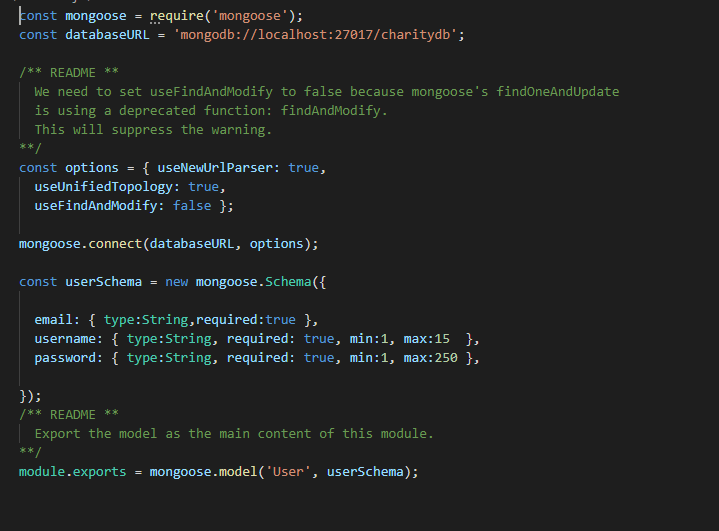 const mongoose = require('mongoose');
const databaseURL = 'mongodb://localhost:27017/charitydb';
/** README **
We need to set useFindAndModify to false because mongoose's findOneAndUpdate
is using a deprecated function: findAndModify.
This will suppress the warning.
**/
const options = { useNewUrlParser: true,
useUnifiedTopology: true,
useFindAndModify: false };
mongoose.connect(databaseURL, options);
const userSchema = new mongoose.Schema({
email: { type:String,required:true },
username: { type:String, required: true, min:1, max:15  },
password: { type:String, required: true, min:1, max:250 },
});
/** README **
Export the model as the main content of this module.
**/
module.exports = mongoose.model('User', userSchema);